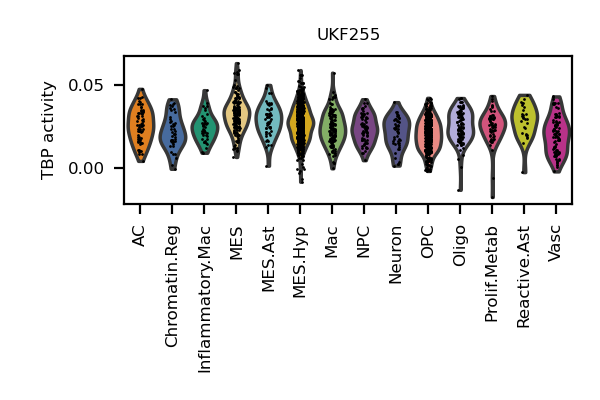 UKF255
TBP activity
0.05
0.00
AC
Chromatin.Reg
Inflammatory.Mac
MES
MES.Ast
MES.Hyp
Mac
NPC
Neuron
OPC
Oligo
Prolif.Metab
Reactive.Ast
Vasc